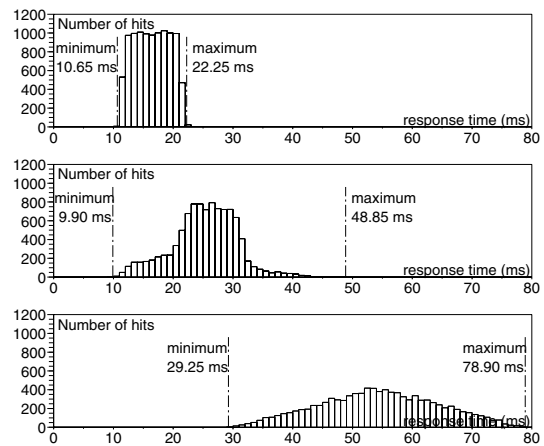 1200 Number of hits
1000 minimum maximum
800 10.65 ms 22.25 ms
600
400
200
0 response time (ms)
0 10 20 30 40 50 60 70 80
1200 Number of hits
1000 minimum maximum
800 9.90 ms 48.85 ms
600
400
200
0 response time (ms)
0 10 20 30 40 50 60 70 80
1200 Number of hits
1000
800 minimum maximum
600 29.25 ms 78.90 ms
400
200
0 response time (ms)
0 10 20 30 40 50 60 70 80